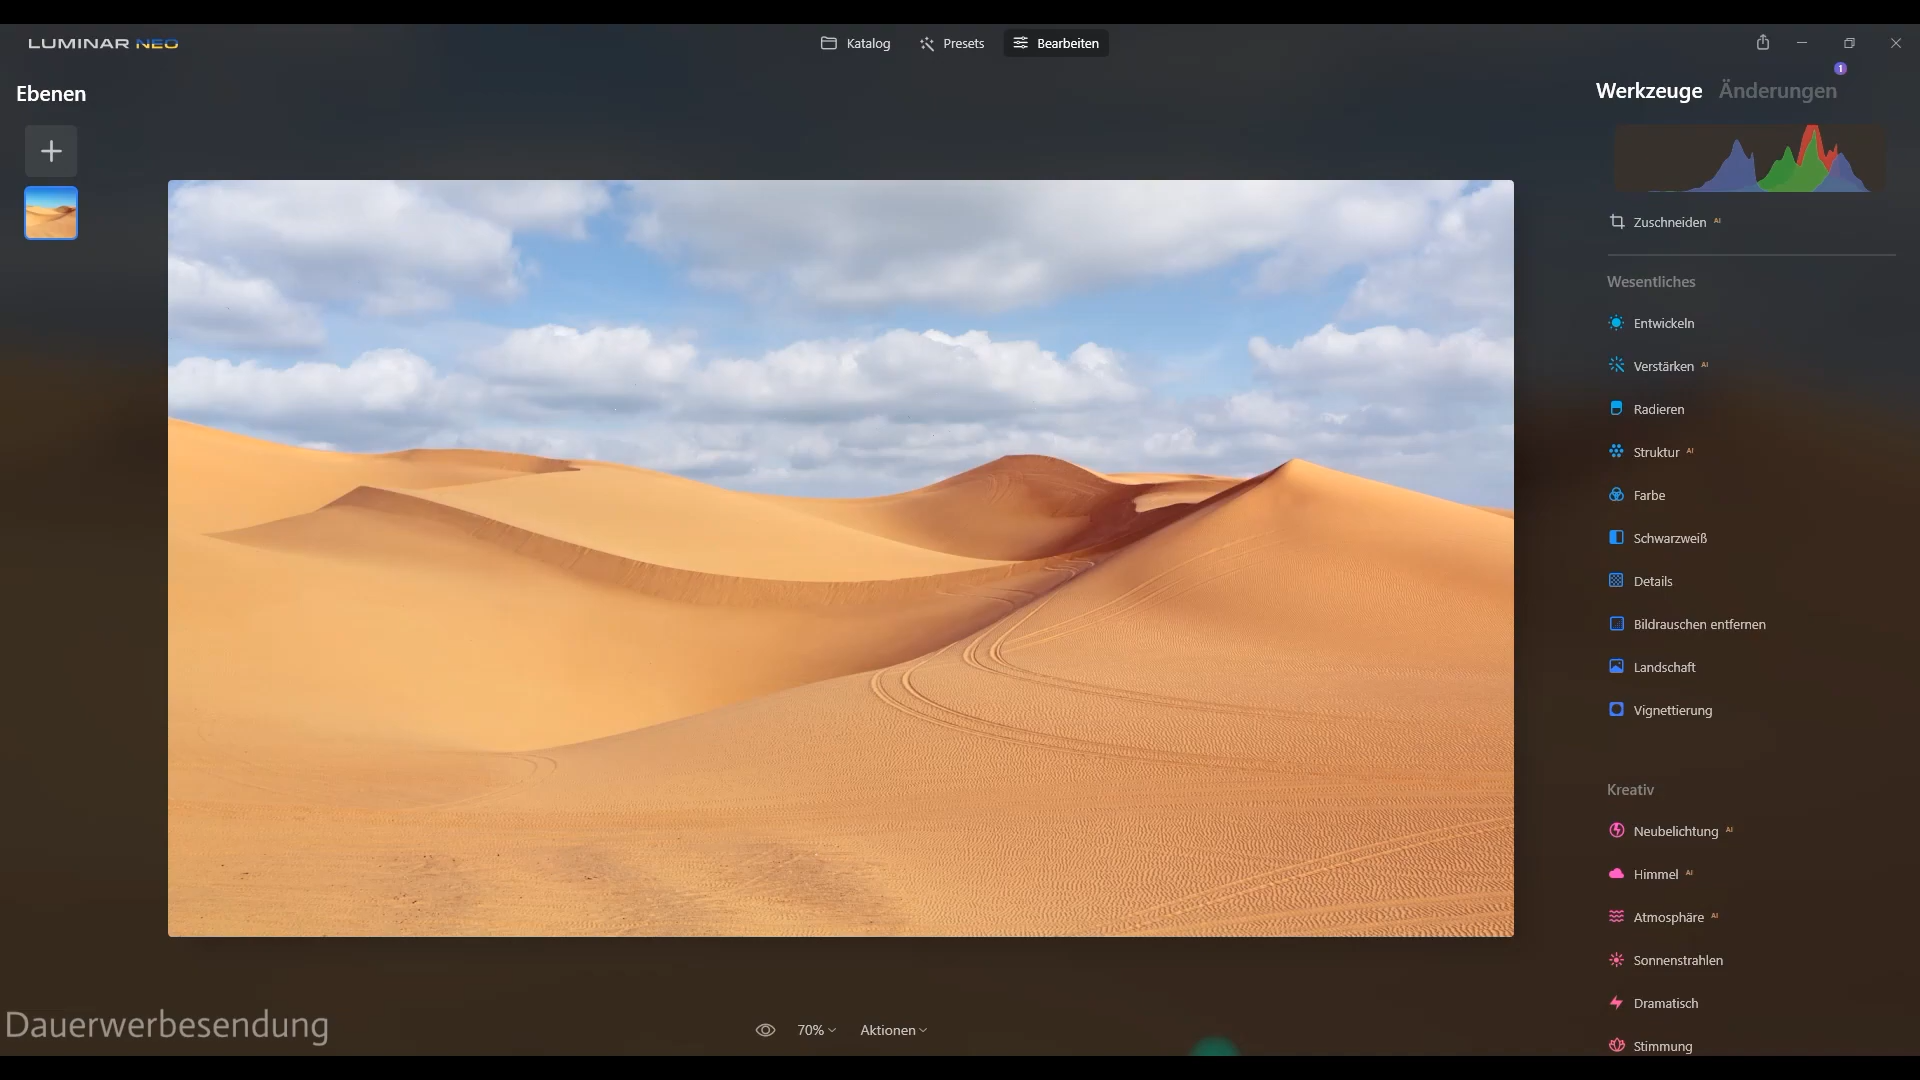 LUMINAR NEO
Katalog
Presets
Bearbeiten
Ebenen
1
Werkzeuge
Änderungen
Zuschneiden AI
Wesentliches
Entwickeln
Verstärken AI
Radieren
Struktur AI
Farbe
Schwarzweiß
Details
Bildrauschen entfernen
Landschaft
Vignettierung
Kreativ
Neubelichtung AI
Himmel AI
Atmosphäre AI
Sonnenstrahlen
Dramatisch
Stimmung
Dauerwerbesendung
70%
Aktionen